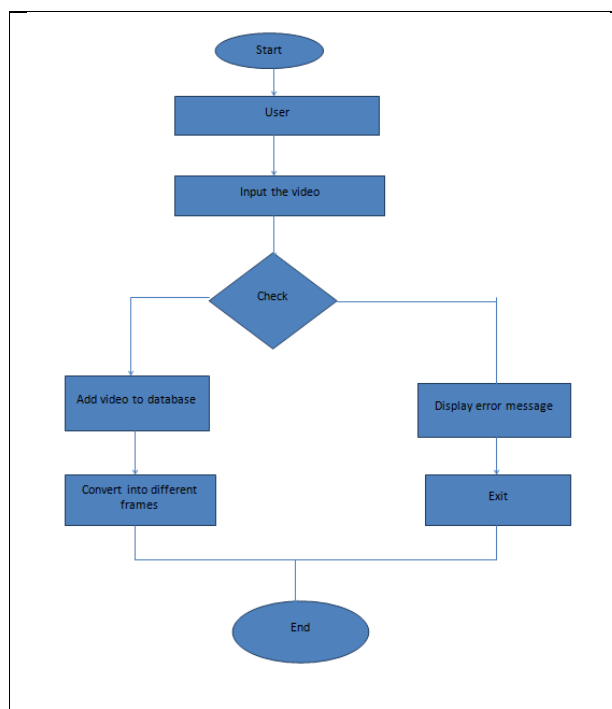 Start
User
Input the video
Check
Add video to database
Display error message
Convert into different
frames
Exit
End